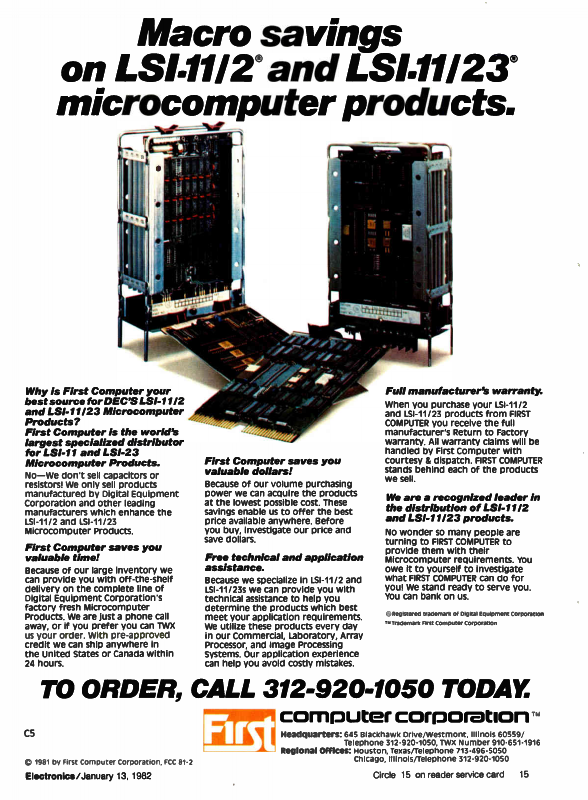 Macro savings
on LSI-11/2® and LSI-11/23®
microcomputer products.
Why is First Computer your
best source for DEC'S LSI-11/2
and LSI-11/23 Microcomputer
Products?
First Computer is the world's
largest specialized distributor
for LSI-11 and LSI-23
Microcomputer Products.
No—We don't sell capacitors or
resistors! We only sell products
manufactured by Digital Equipment
Corporation and other leading
manufacturers which enhance the
LSI-11/2 and LSI-11/23
Microcomputer Products.
First Computer saves you
valuable time!
Because of our large inventory we
can provide you with off-the-shelf
delivery on the complete line of
Digital Equipment Corporation's
factory fresh Microcomputer
Products. We are just a phone call
away, or if you prefer you can TWX
us your order. With pre-approved
credit we can ship anywhere in
the United States or Canada within
24 hours.
First Computer saves you
valuable dollars!
Because of our volume purchasing
power we can acquire the products
at the lowest possible cost. These
savings enable us to offer the best
price available anywhere. Before
you buy, investigate our price and
save dollars.
Free technical and application
assistance.
Because we specialize in LSI-11/2 and
LSI-11/23s we can provide you with
technical assistance to help you
determine the products which best
meet your application requirements.
We utilize these products every day
in our Commercial, Laboratory, Array
Processor, and Image Processing
Systems. Our application experience
can help you avoid costly mistakes.
Full manufacturer's warranty.
When you purchase your LSI-11/2
and LSI-11/23 products from FIRST
COMPUTER you receive the full
manufacturer's Return to Factory
warranty. All warranty claims will be
handled by First Computer with
courtesy & dispatch. FIRST COMPUTER
stands behind each of the products
we sell.
We are a recognized leader in
the distribution of LSI-11/2
and LSI-11/23 products.
No wonder so many people are
turning to FIRST COMPUTER to
provide them with their
Microcomputer requirements. You
owe it to yourself to investigate
what FIRST COMPUTER can do for
you! We stand ready to serve you.
You can bank on us.
® Registered trademark of Digital Equipment Corporation
™ Trademark First Computer Corporation
TO ORDER, CALL 312-920-1050 TODAY.
C5
First computer corporation™
Headquarters: 645 Blackhawk Drive/Westmont, Illinois 60559/
Telephone 312-920-1050, TWX Number 910-651-1916
Regional Offices: Houston, Texas/Telephone 713-496-5050
Chicago, Illinois/Telephone 312-920-1050
© 1981 by First Computer Corporation, FCC 81-2
Electronics/January 13, 1982
Circle 15 on reader service card 15